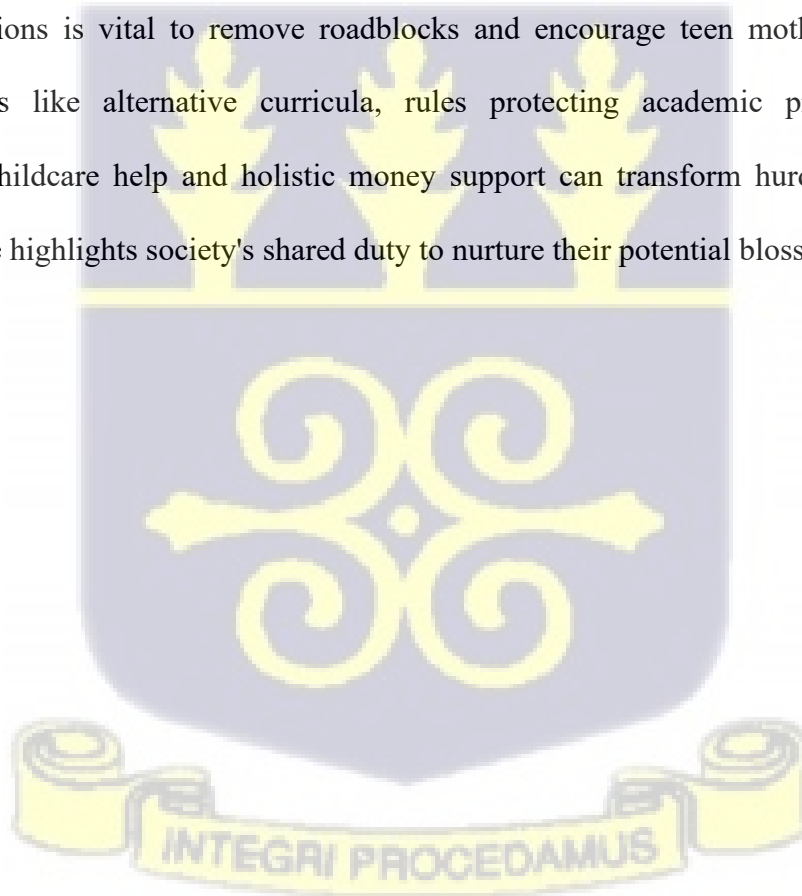 ions is vital to remove roadblocks and encourage teen moth
s like alternative curricula, rules protecting academic p
hildcare help and holistic money support can transform hurd
e highlights society's shared duty to nurture their potential bloss
INTEGRI PROCEDAMUS